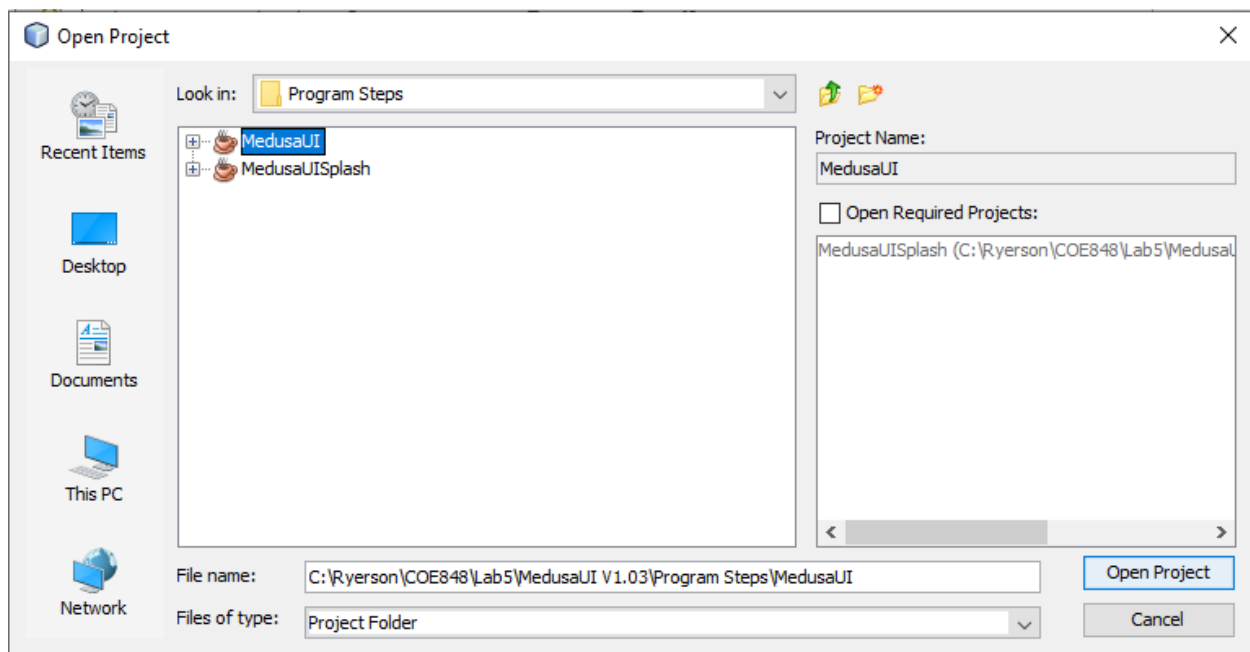 Open Project
Look in: Program Steps
Recent Items
Desktop
Documents
This PC
Network
MedusaUI
MedusaUISplash
Project Name:
MedusaUI
Open Required Projects:
MedusaUISplash (C:\Ryerson\COE848\Lab5\MedusaU
File name: C:\Ryerson\COE848\Lab5\MedusaUI V1.03\Program Steps\MedusaUI
Open Project
Files of type: Project Folder
Cancel